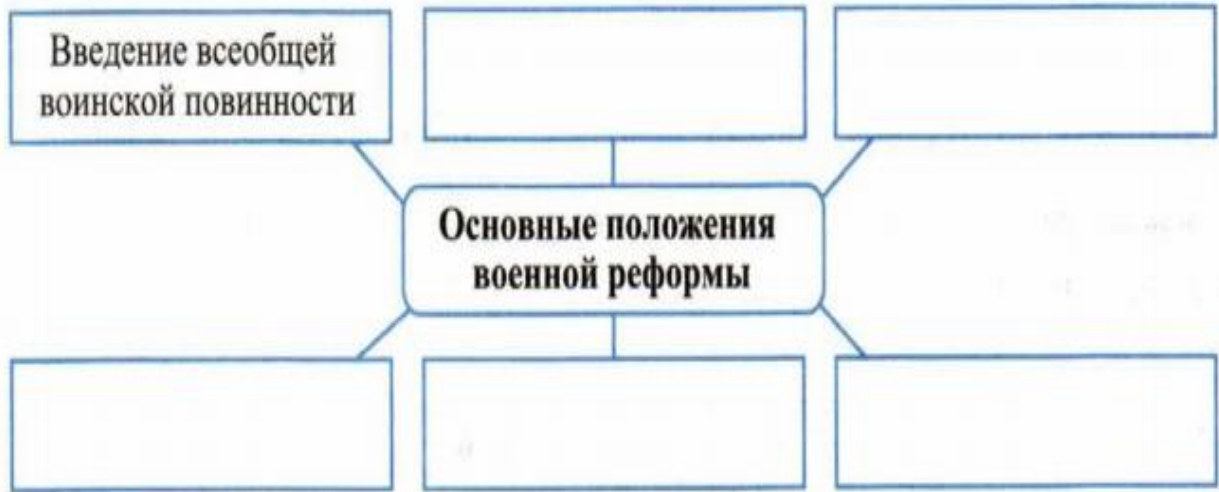 Введение всеобщей
воинской повинности
Основные положения
военной реформы